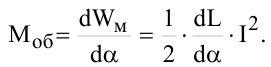 Mоб = dWм/dα = 1/2 · dL/dα · I².